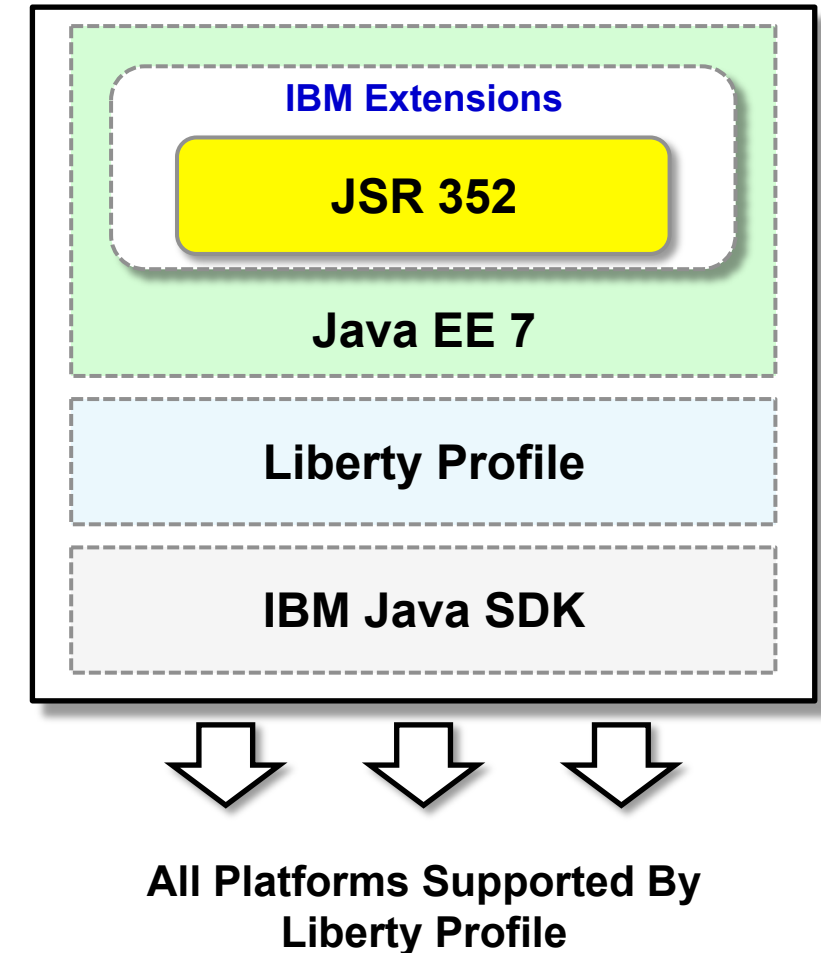 IBM Extensions
JSR 352
Java EE 7
Liberty Profile
IBM Java SDK
All Platforms Supported By
Liberty Profile